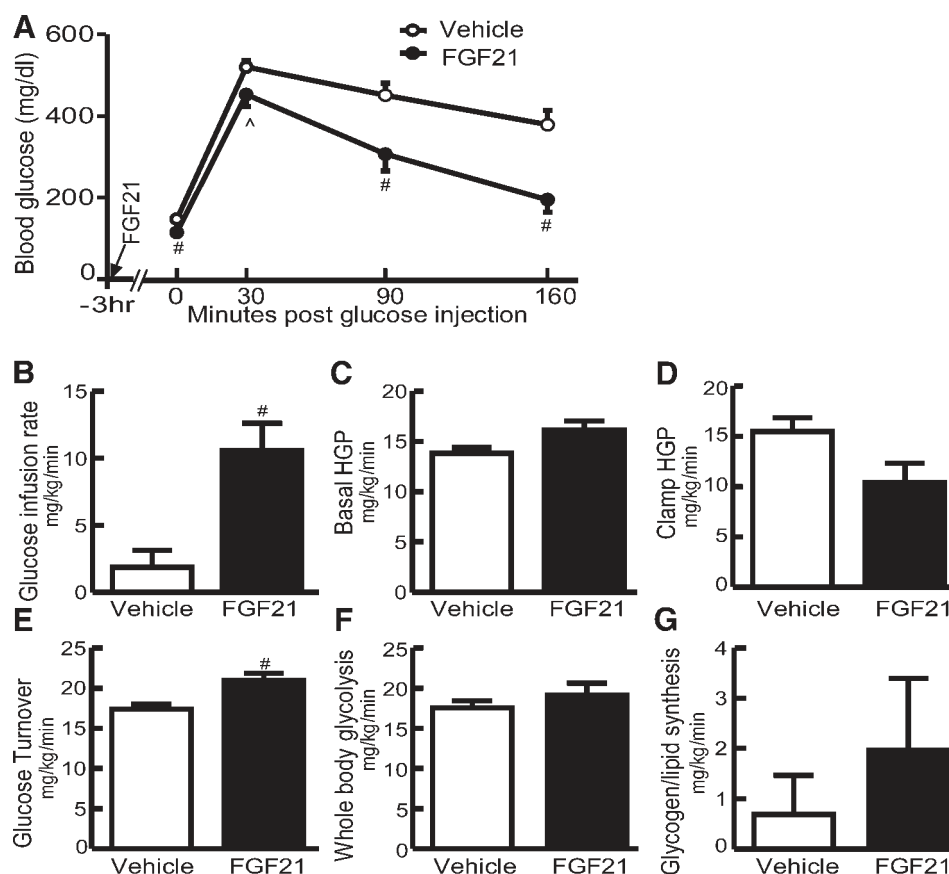 A
600
400
200
0
Blood glucose (mg/dl)
Vehicle
FGF21
FGF21
^
#
#
#
-3hr
0
30
90
160
Minutes post glucose injection
B
15
10
5
0
Glucose infusion rate
mg/kg/min
#
Vehicle
FGF21
C
20
15
10
5
0
Basal HGP
mg/kg/min
Vehicle
FGF21
D
20
15
10
5
0
Clamp HGP
mg/kg/min
Vehicle
FGF21
E
25
20
15
10
5
0
Glucose Turnover
mg/kg/min
#
Vehicle
FGF21
F
25
20
15
10
5
0
Whole body glycolysis
mg/kg/min
Vehicle
FGF21
G
4
3
2
1
0
Glycogen/lipid synthesis
mg/kg/min
Vehicle
FGF21